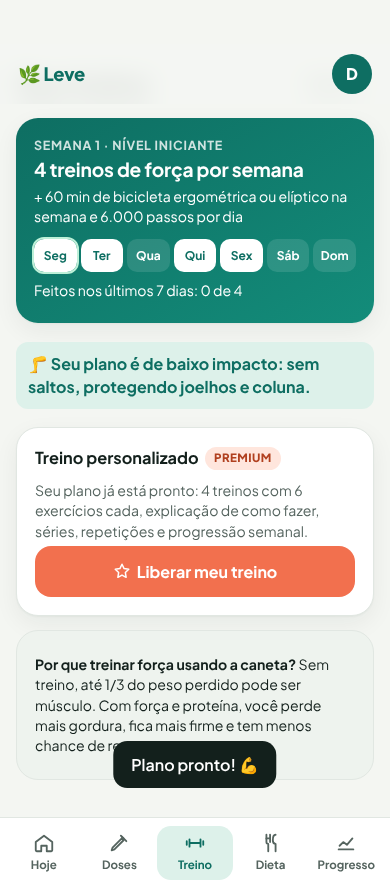 🌿 Leve
D
SEMANA 1 · NÍVEL INICIANTE
4 treinos de força por semana
+ 60 min de bicicleta ergométrica ou elíptico na
semana e 6.000 passos por dia
Seg Ter Qua Qui Sex Sáb Dom
Feitos nos últimos 7 dias: 0 de 4
🦵 Seu plano é de baixo impacto: sem
saltos, protegendo joelhos e coluna.
Treino personalizado PREMIUM
Seu plano já está pronto: 4 treinos com 6
exercícios cada, explicação de como fazer,
séries, repetições e progressão semanal.
Liberar meu treino
Por que treinar força usando a caneta? Sem
treino, até 1/3 do peso perdido pode ser
músculo. Com força e proteína, você perde
mais gordura, fica mais firme e tem menos
chance de
Plano pronto! 💪
Hoje Doses Treino Dieta Progresso